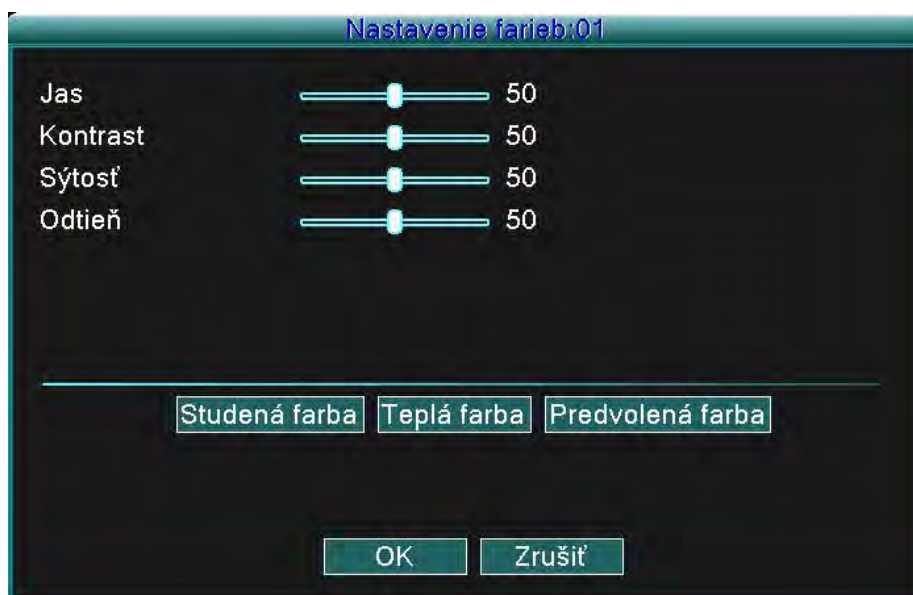 Nastavenie farieb:01
Jas 50
Kontrast 50
Sýtosť 50
Odtieň 50
Studená farba Teplá farba Predvolená farba
OK Zrušiť